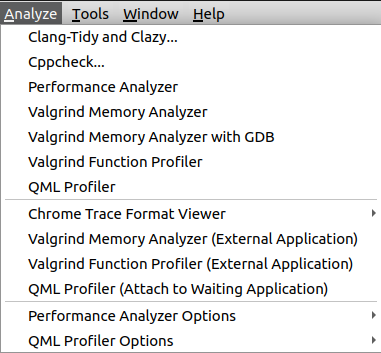 Analyze Tools Window Help
Clang-Tidy and Clazy...
Cppcheck...
Performance Analyzer
Valgrind Memory Analyzer
Valgrind Memory Analyzer with GDB
Valgrind Function Profiler
QML Profiler
Chrome Trace Format Viewer
Valgrind Memory Analyzer (External Application)
Valgrind Function Profiler (External Application)
QML Profiler (Attach to Waiting Application)
Performance Analyzer Options
QML Profiler Options